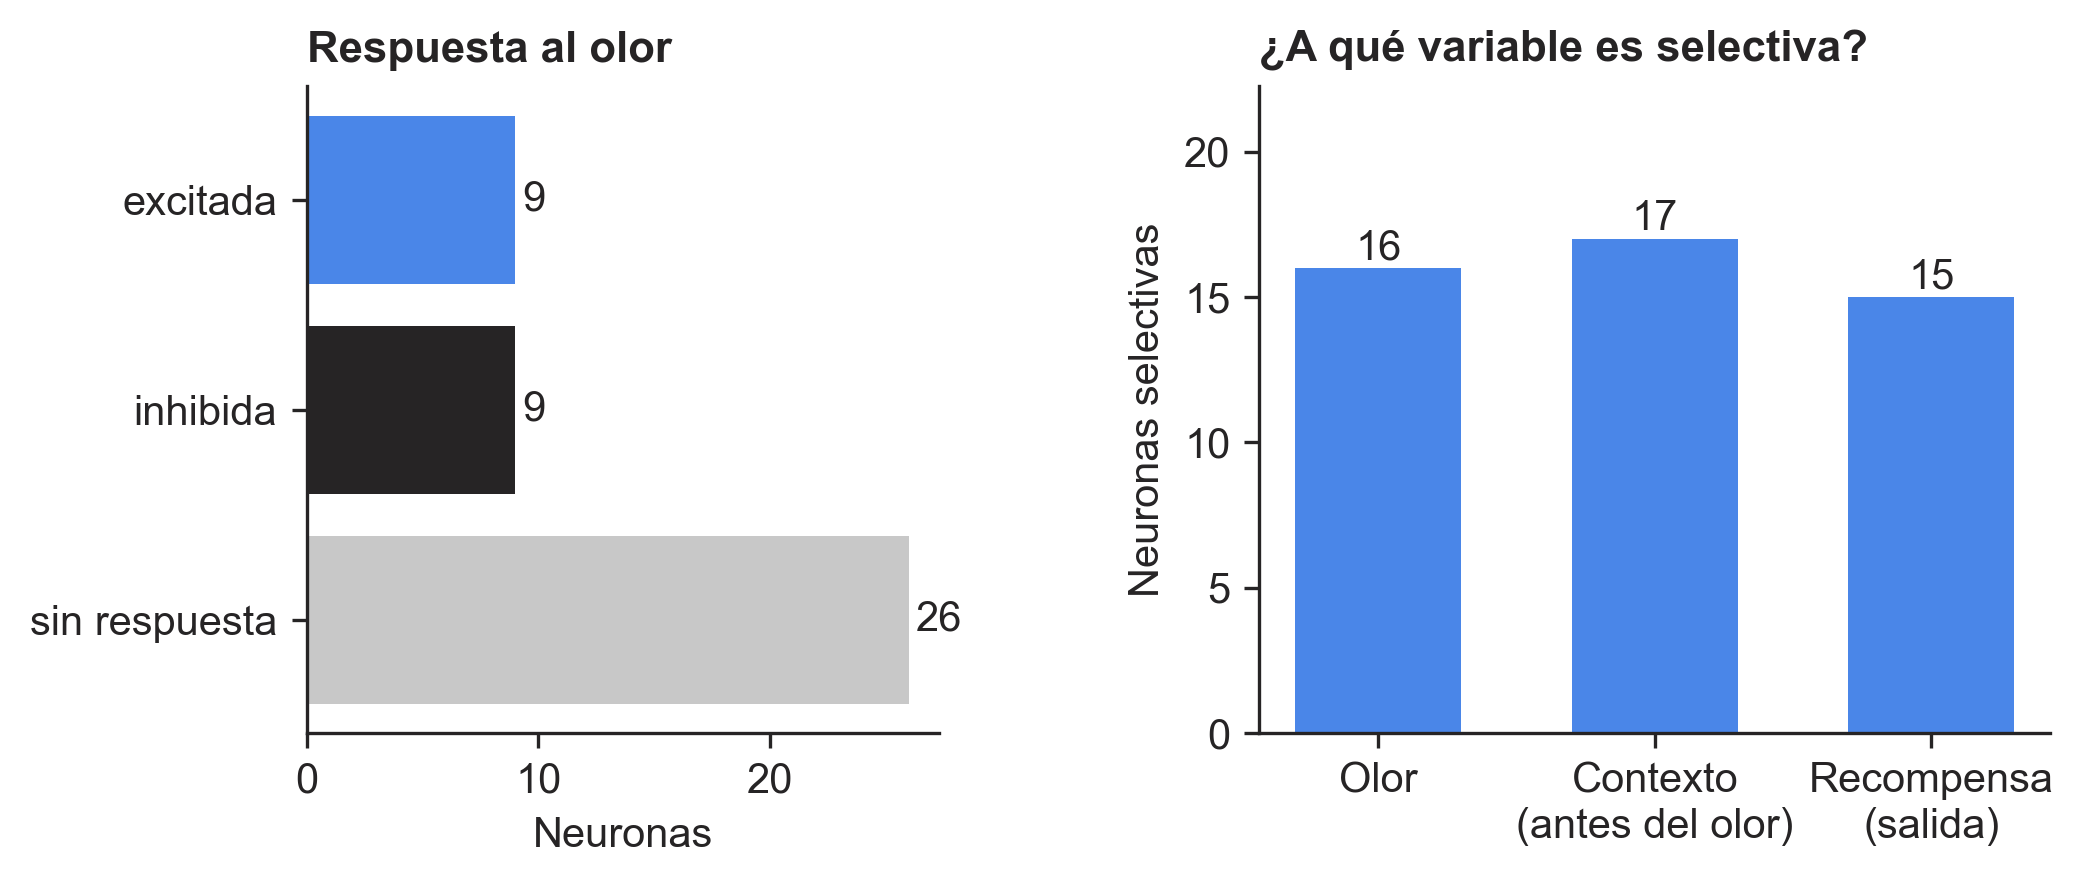 Respuesta al olor
excitada
9
inhibida
9
sin respuesta
26
0
10
20
Neuronas
¿A qué variable es selectiva?
Neuronas selectivas
20
15
10
5
0
16
17
15
Olor
Contexto
(antes del olor)
Recompensa
(salida)